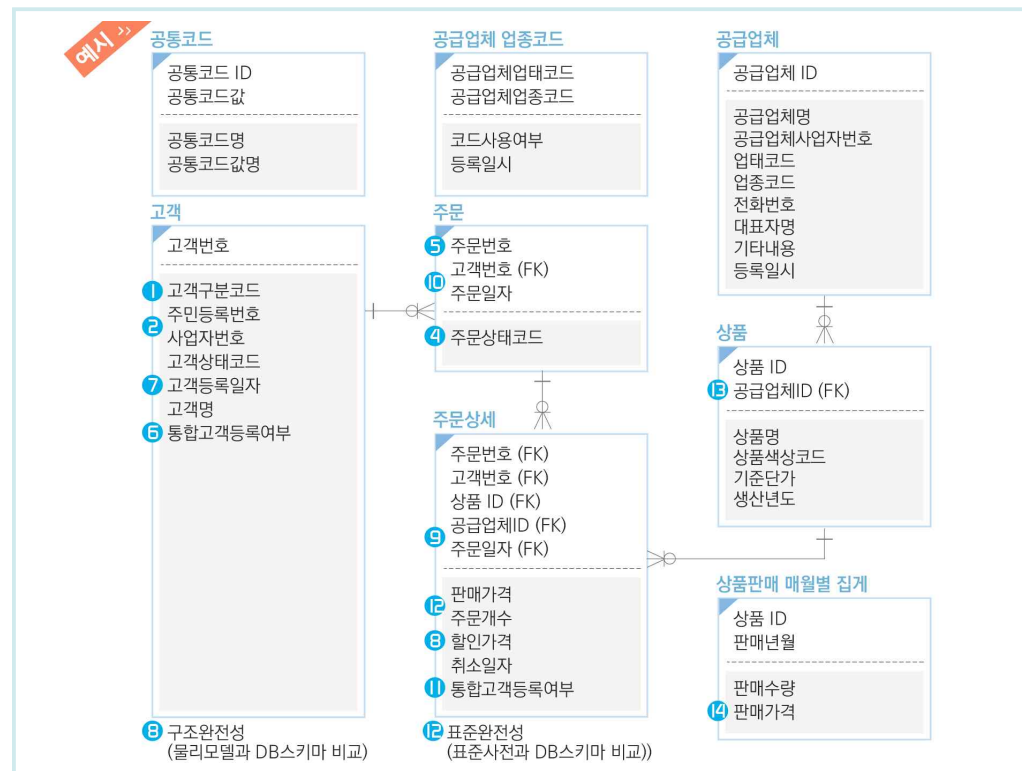 예시 >>
공통코드
공통코드 ID
공통코드값
공통코드명
공통코드값명
공급업체 업종코드
공급업체업태코드
공급업체업종코드
코드사용여부
등록일시
공급업체
공급업체 ID
공급업체명
공급업체사업자번호
업태코드
업종코드
전화번호
대표자명
기타내용
등록일시
고객
고객번호
1 고객구분코드
주민등록번호
2
사업자번호
고객상태코드
7 고객등록일자
고객명
6 통합고객등록여부
주문
5 주문번호
고객번호 (FK)
10
주문일자
4 주문상태코드
주문상세
주문번호 (FK)
고객번호 (FK)
상품 ID (FK)
공급업체ID (FK)
9
주문일자 (FK)
판매가격
12
주문개수
8 할인가격
취소일자
11 통합고객등록여부
상품
상품 ID
13 공급업체ID (FK)
상품명
상품색상코드
기준단가
생산년도
상품판매 매월별 집게
상품 ID
판매년월
판매수량
14 판매가격
8 구조완전성
(물리모델과 DB스키마 비교)
12 표준완전성
(표준사전과 DB스키마 비교))